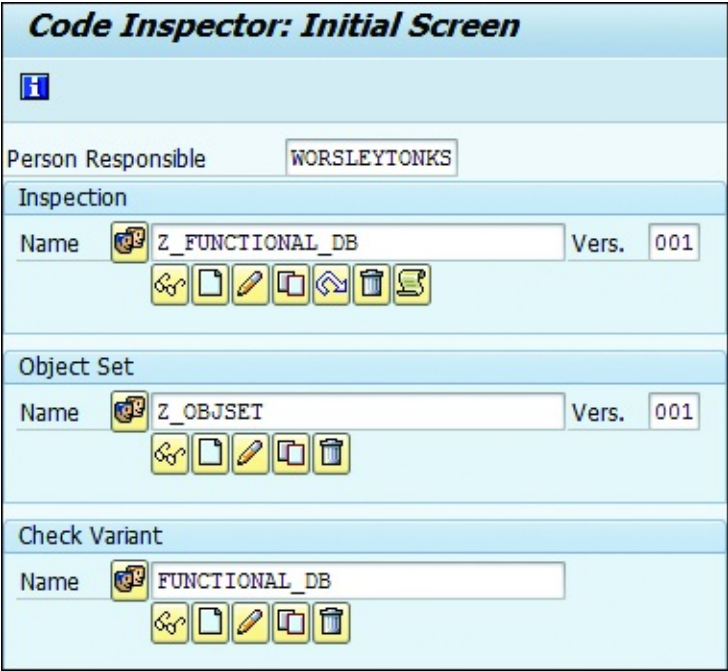 Code Inspector: Initial Screen
Person Responsible WORSLEYTONKS
Inspection
Name Z_FUNCTIONAL_DB Vers. 001
Object Set
Name Z_OBJSET Vers. 001
Check Variant
Name FUNCTIONAL_DB